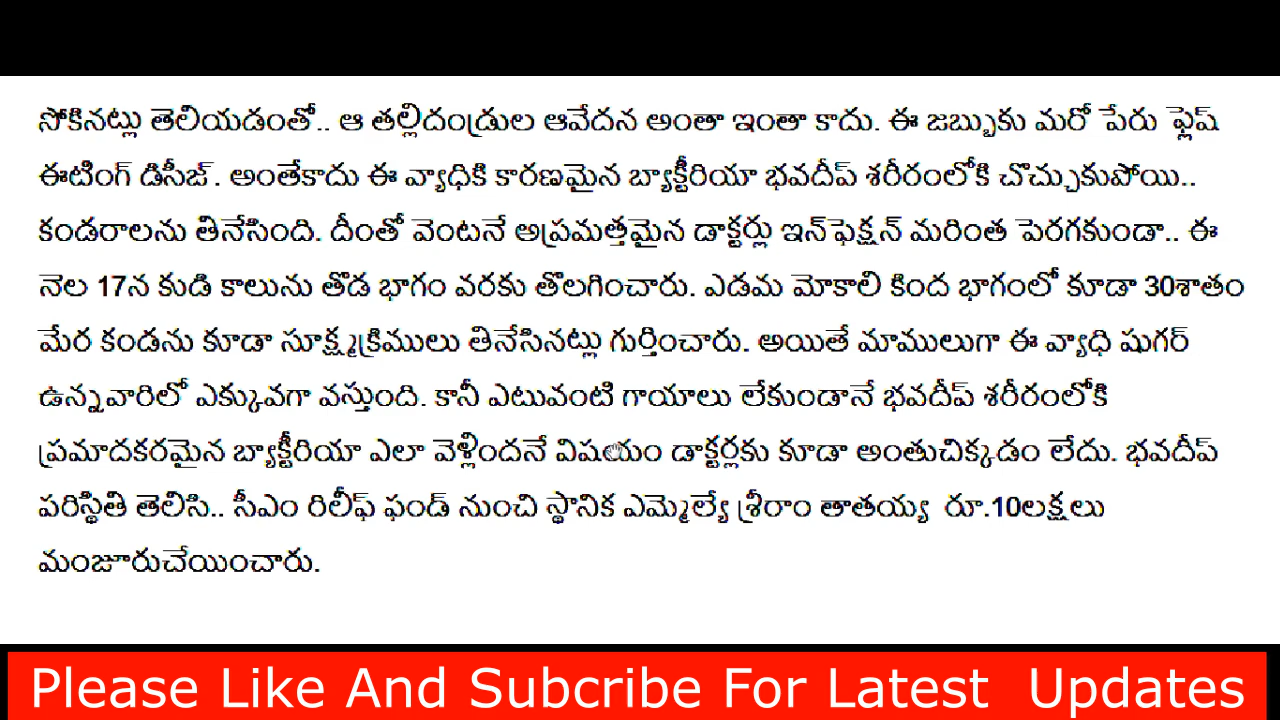 సోకినట్లు తెలియడంతో.. ఆ తల్లిదండ్రుల ఆవేదన అంతా ఇంతా కాదు. ఈ జబ్బుకు మరో పేరు ఫ్లెష్
ఈటింగ్ డిసీజ్. అంతేకాదు ఈ వ్యాధికి కారణమైన బ్యాక్టీరియా భవదీప్ శరీరంలోకి చొచ్చుకుపోయి..
కండరాలను తినేసింది. దీంతో వెంటనే అప్రమత్తమైన డాక్టర్లు ఇన్‌ఫెక్షన్ మరింత పెరగకుండా.. ఈ
నెల 17న కుడి కాలును తొడ భాగం వరకు తొలగించారు. ఎడమ మోకాలి కింద భాగంలో కూడా 30శాతం
మేర కండను కూడా సూక్ష్మక్రిములు తినేసినట్లు గుర్తించారు. అయితే మాములుగా ఈ వ్యాధి షుగర్
ఉన్నవారిలో ఎక్కువగా వస్తుంది. కానీ ఎటువంటి గాయాలు లేకుండానే భవదీప్ శరీరంలోకి
ప్రమాదకరమైన బ్యాక్టీరియా ఎలా వెళ్లిందనే విషయం డాక్టర్లకు కూడా అంతుచిక్కడం లేదు. భవదీప్
పరిస్థితి తెలిసి.. సీఎం రిలీఫ్ ఫండ్ నుంచి స్థానిక ఎమ్మెల్యే శ్రీరాం తాతయ్య రూ.10లక్షలు
మంజూరుచేయించారు.
Please Like And Subcribe For Latest Updates